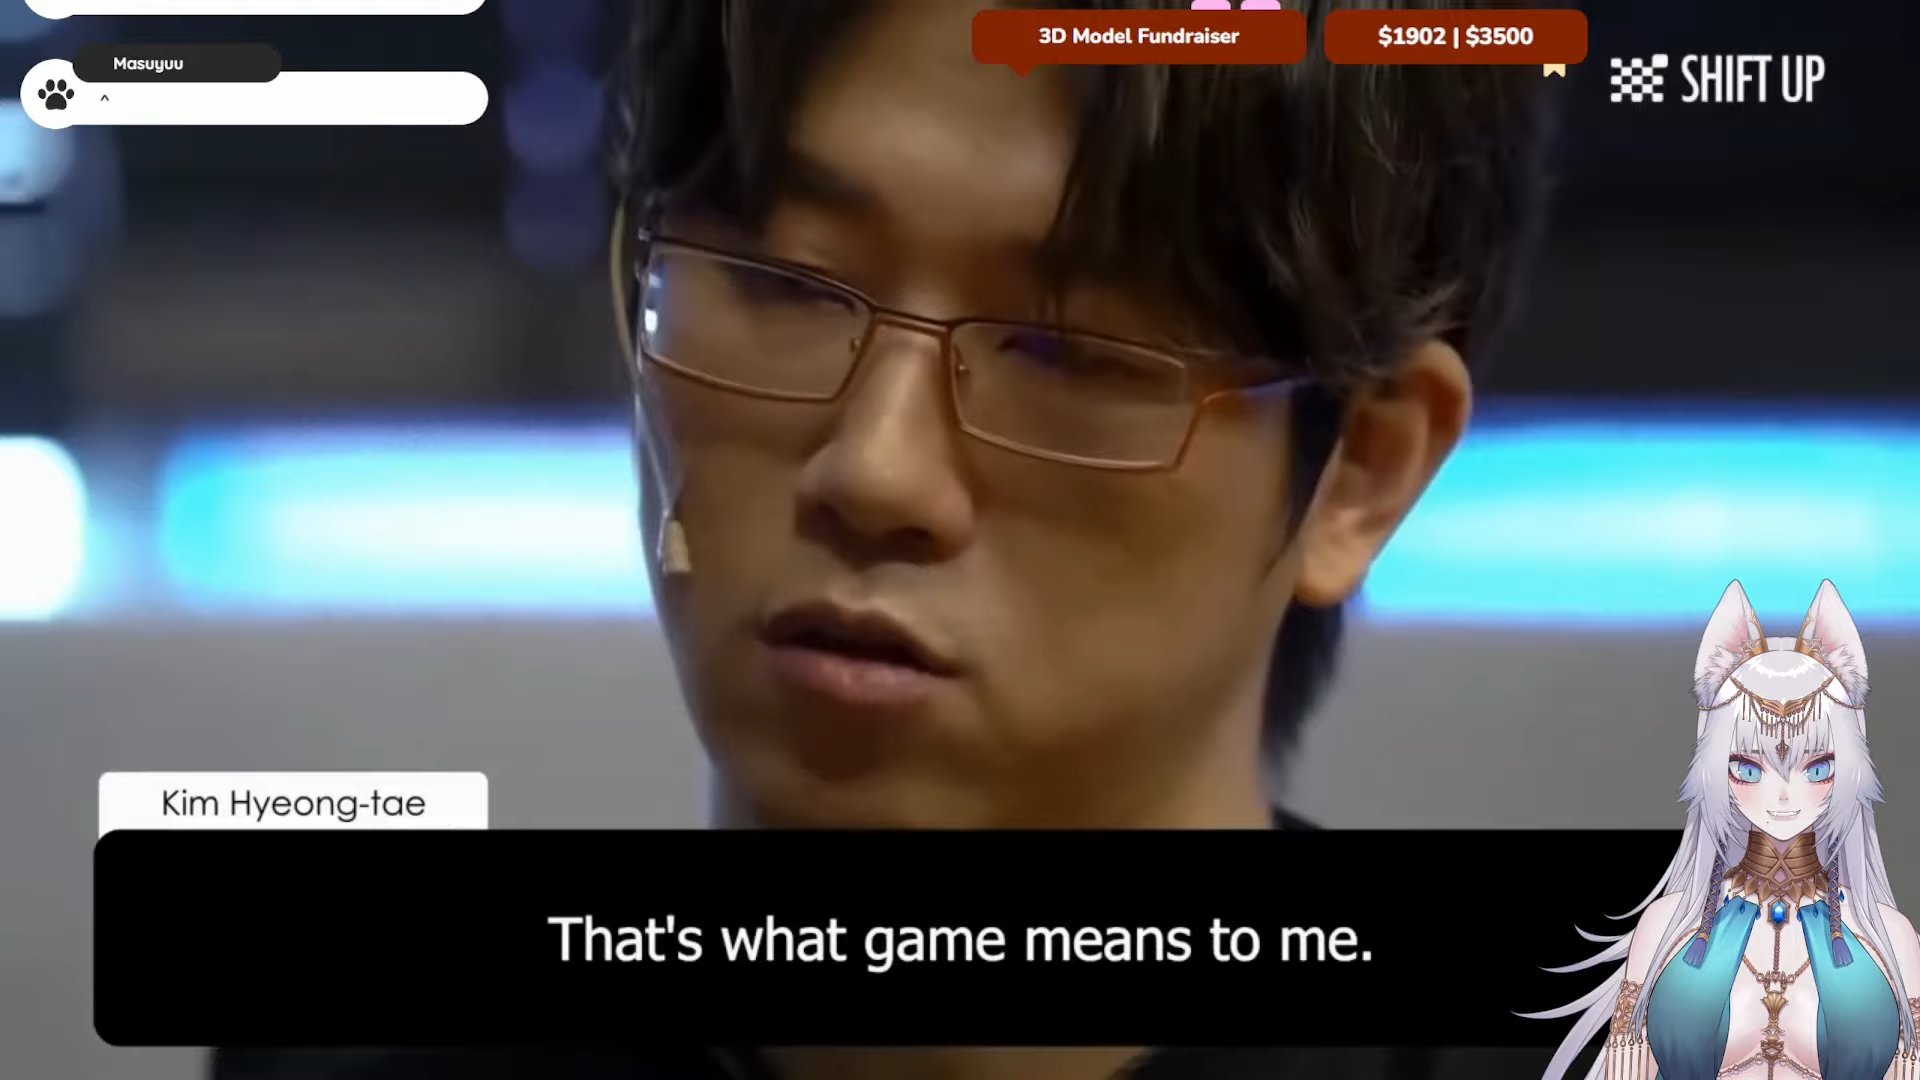 3D Model Fundraiser
$1902 | $3500
SHIFT UP
Masuyuu
^
Kim Hyeong-tae
That's what game means to me.